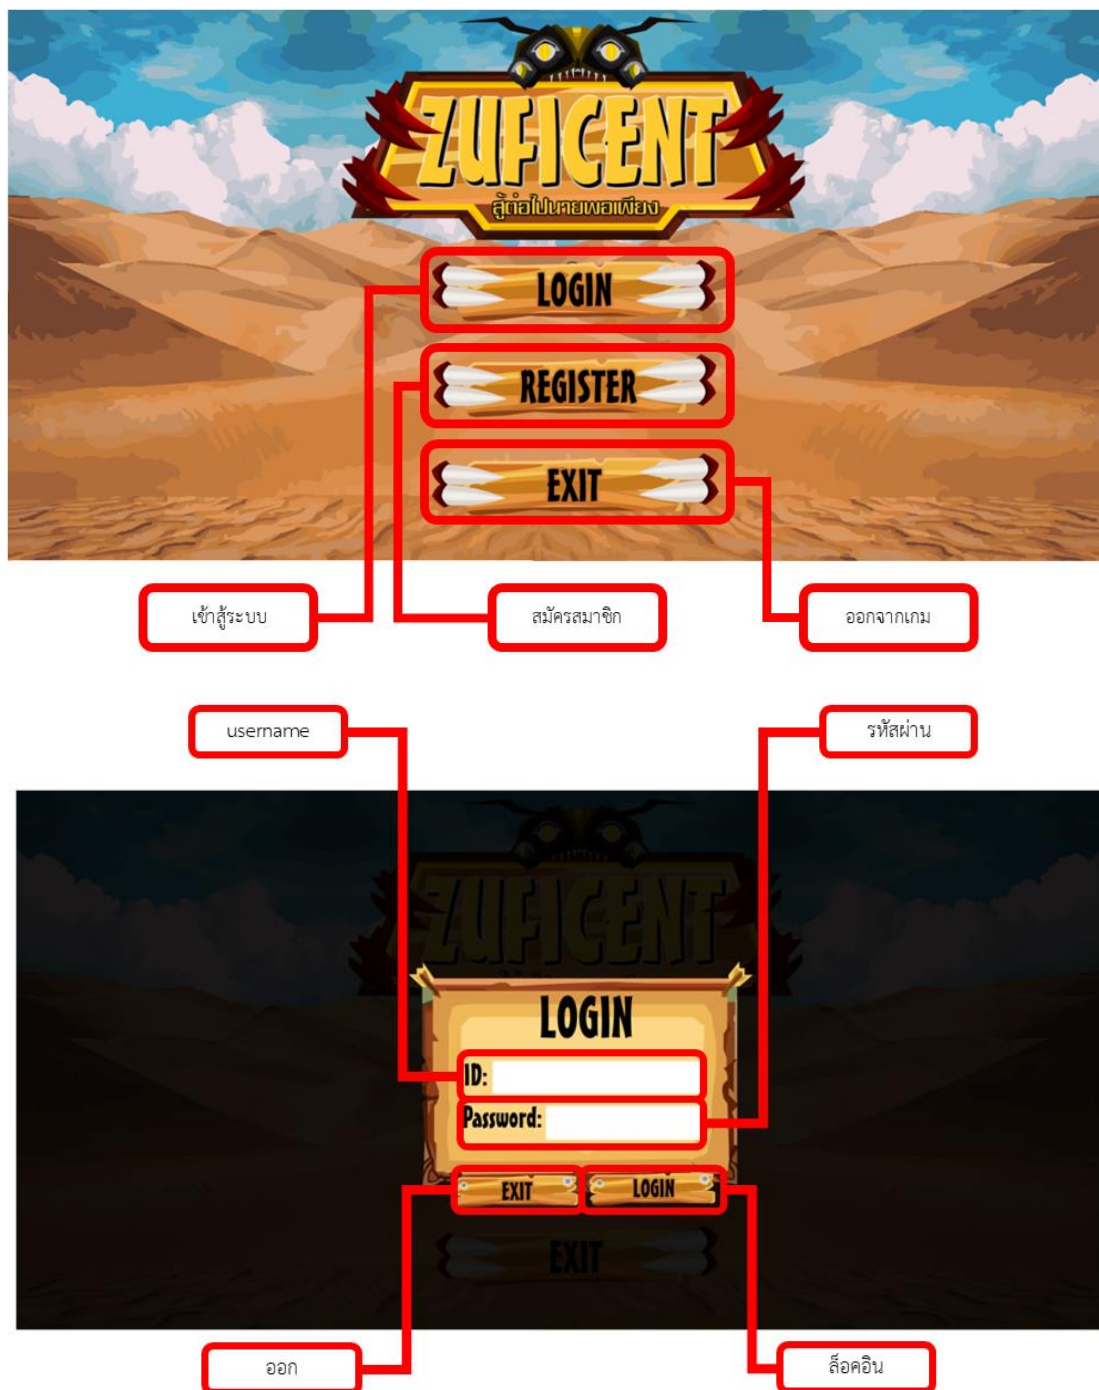 ZUFICENT
สู้ต่อไปนายพอเพียง
LOGIN
REGISTER
EXIT
เข้าสู้ระบบ
สมัครสมาชิก
ออกจากเกม
username
รหัสผ่าน
ZUFICENT
LOGIN
ID:
Password:
EXIT
LOGIN
EXIT
ออก
ล็อคอิน